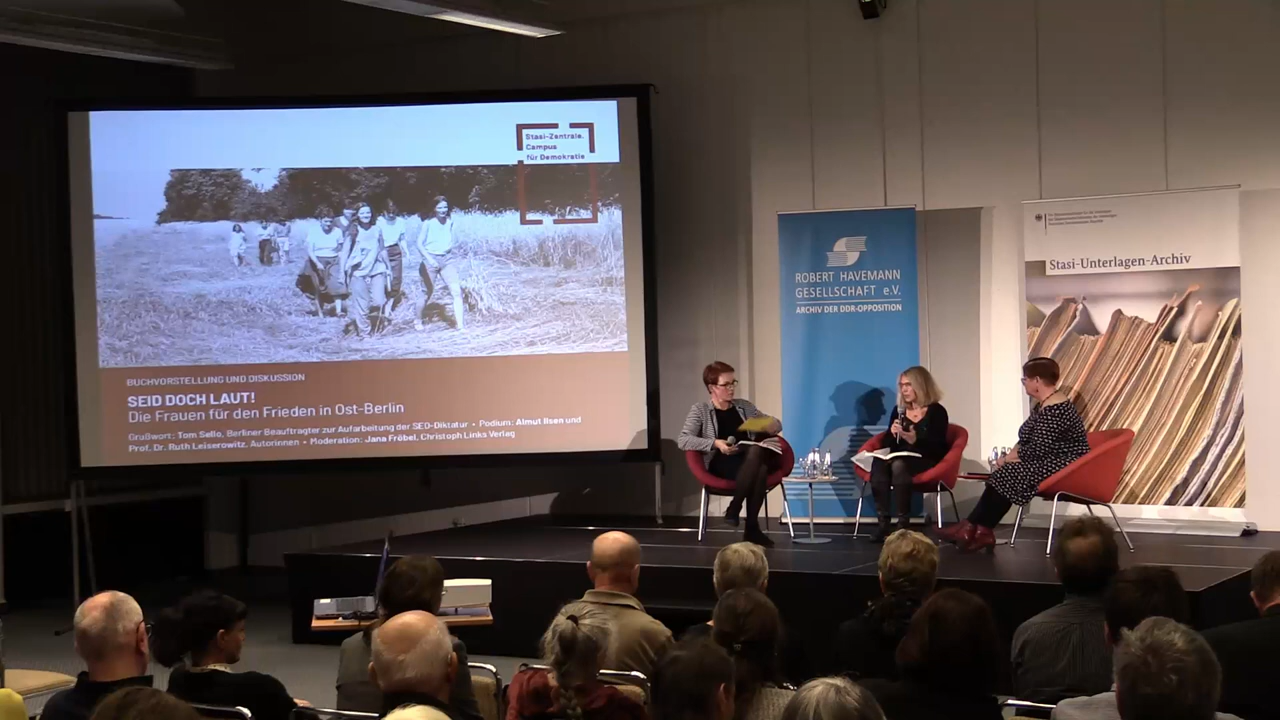 Stasi-Zentrale.
Campus
für Demokratie
BUCHVORSTELLUNG UND DISKUSSION
SEID DOCH LAUT!
Die Frauen für den Frieden in Ost-Berlin
Grußwort: Tom Sello, Berliner Beauftragter zur Aufarbeitung der SED-Diktatur • Podium: Almut Ilsen und
Prof. Dr. Ruth Leiserowitz, Autorinnen • Moderation: Jana Fröbel, Christoph Links Verlag
ROBERT HAVEMANN
GESELLSCHAFT e.V.
ARCHIV DER DDR-OPPOSITION
Stasi-Unterlagen-Archiv